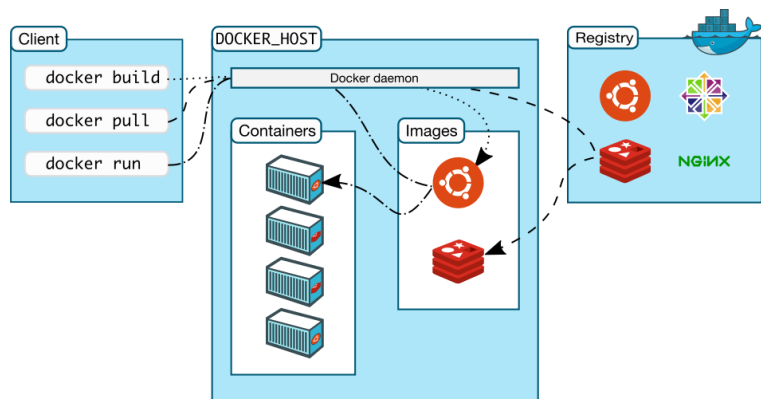 Client
docker build
docker pull
docker run
DOCKER_HOST
Docker daemon
Containers
Images
Registry
NGINX